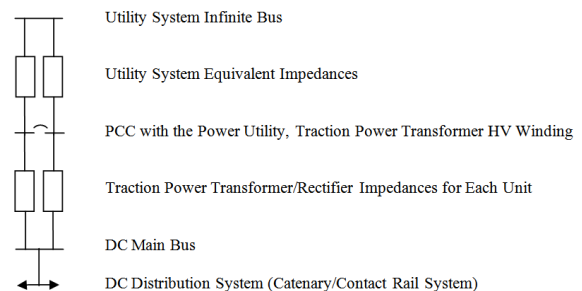 Utility System Infinite Bus
Utility System Equivalent Impedances
PCC with the Power Utility, Traction Power Transformer HV Winding
Traction Power Transformer/Rectifier Impedances for Each Unit
DC Main Bus
DC Distribution System (Catenary/Contact Rail System)